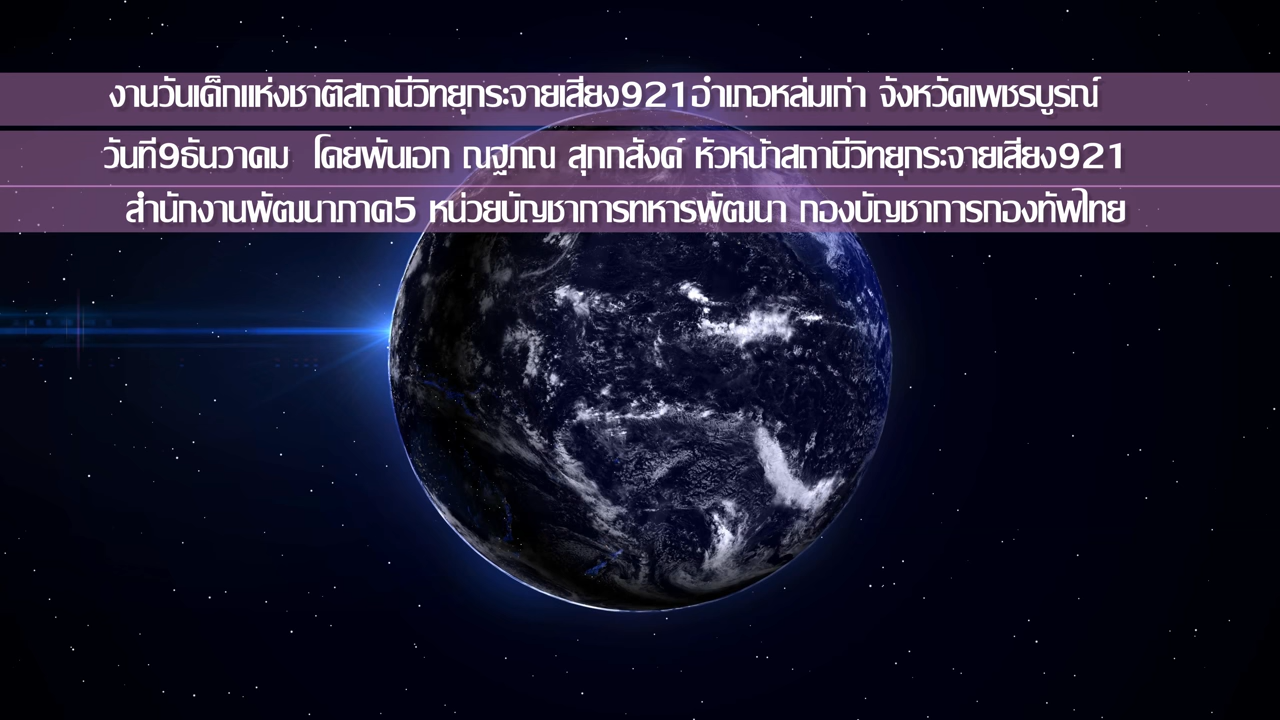 งานวันเด็กแห่งชาติสถานีวิทยุกระจายเสียง921อำเภอหล่มเก่า จังหวัดเพชรบูรณ์
วันที่9ธันวาคม โดยพันเอก ณฐภณ สุกกสังค์ หัวหน้าสถานีวิทยุกระจายเสียง921
สำนักงานพัฒนาภาค5 หน่วยบัญชาการทหารพัฒนา กองบัญชาการกองทัพไทย